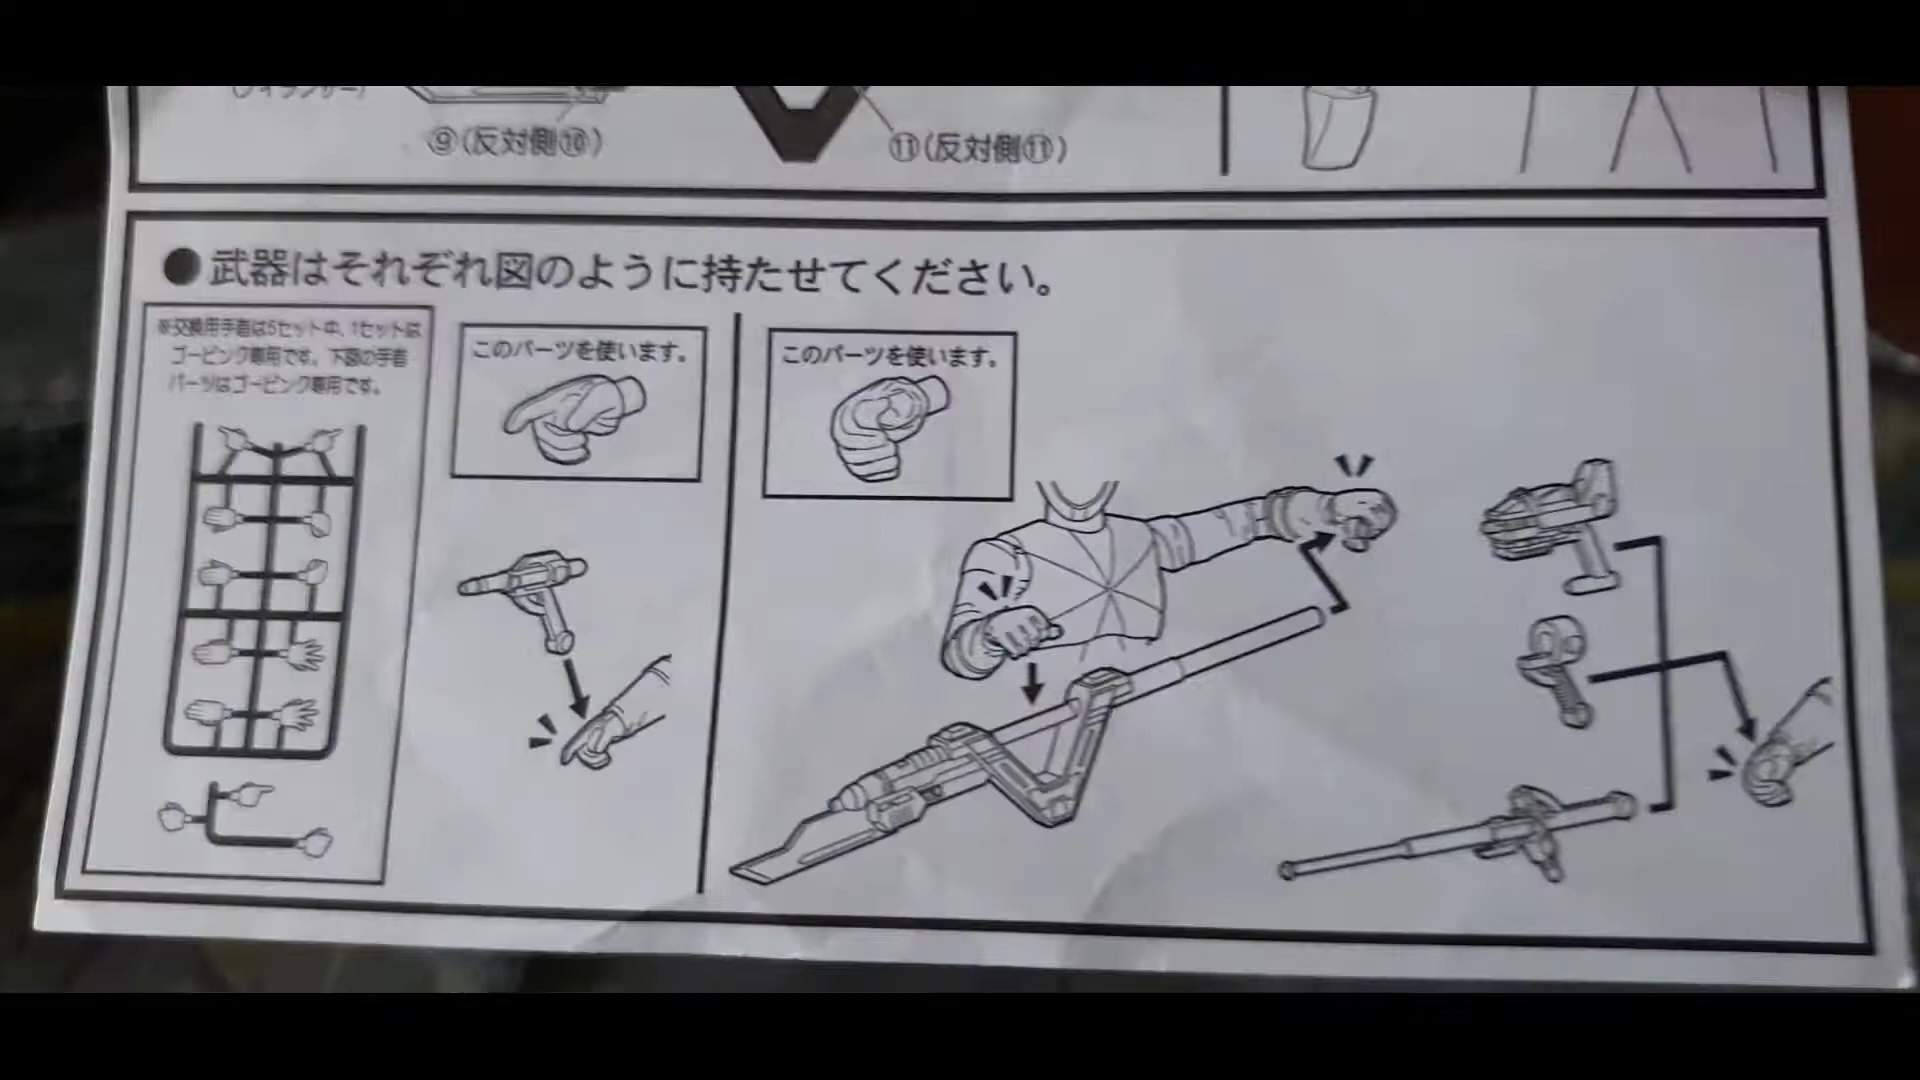 ⑨(反対側⑩)
⑪(反対側⑪)
●武器はそれぞれ図のように持たせてください。
※交換用手首は5セット中、1セットは
ゴーピンク専用です。下図の手首
パーツはゴーピンク専用です。
このパーツを使います。
このパーツを使います。